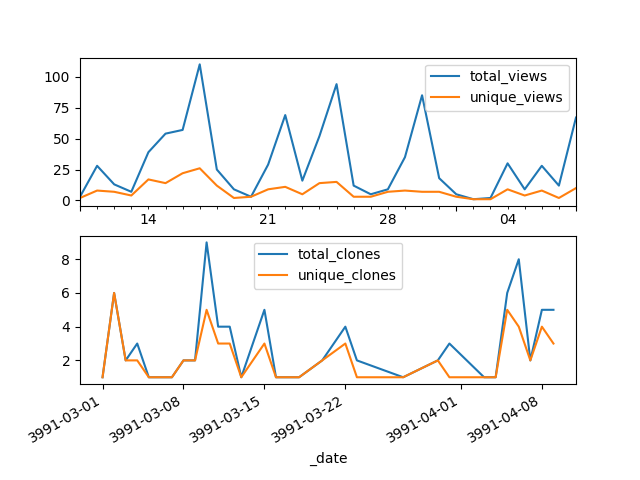 100
75
50
25
0
total_views
unique_views
14 21 28 04
8
6
4
2
total_clones
unique_clones
3991-03-01 3991-03-08 3991-03-15 3991-03-22 3991-04-01 3991-04-08
_date